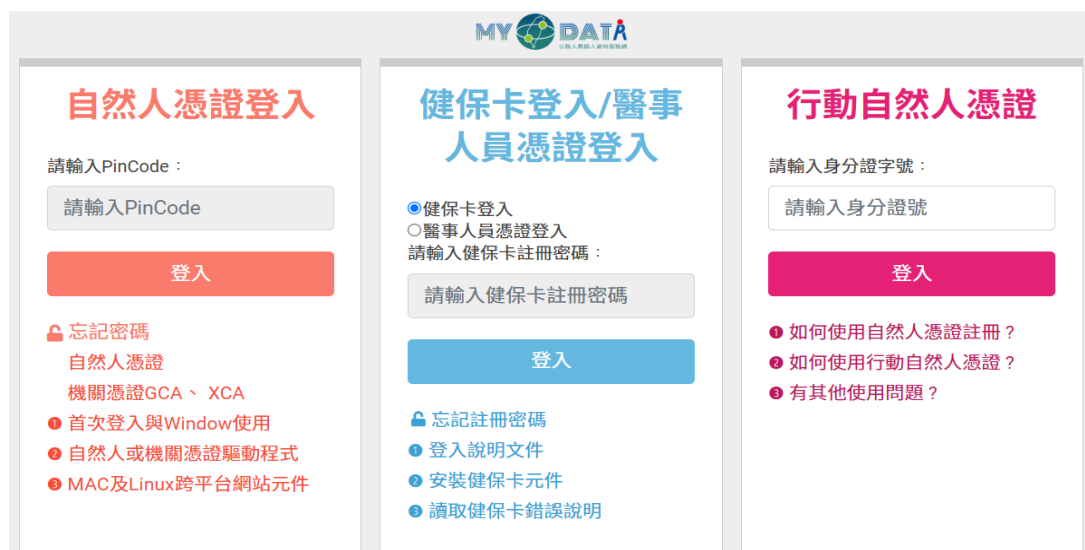 MY DATA
公務人員個人資料服務網
自然人憑證登入
請輸入PinCode：
請輸入PinCode
登入
忘記密碼
自然人憑證
機關憑證GCA、 XCA
❶ 首次登入與Window使用
❷ 自然人或機關憑證驅動程式
❸ MAC及Linux跨平台網站元件
健保卡登入/醫事
人員憑證登入
健保卡登入
醫事人員憑證登入
請輸入健保卡註冊密碼：
請輸入健保卡註冊密碼
登入
忘記註冊密碼
❶ 登入說明文件
❷ 安裝健保卡元件
❸ 讀取健保卡錯誤說明
行動自然人憑證
請輸入身分證字號：
請輸入身分證號
登入
❶ 如何使用自然人憑證註冊？
❷ 如何使用行動自然人憑證？
❸ 有其他使用問題？